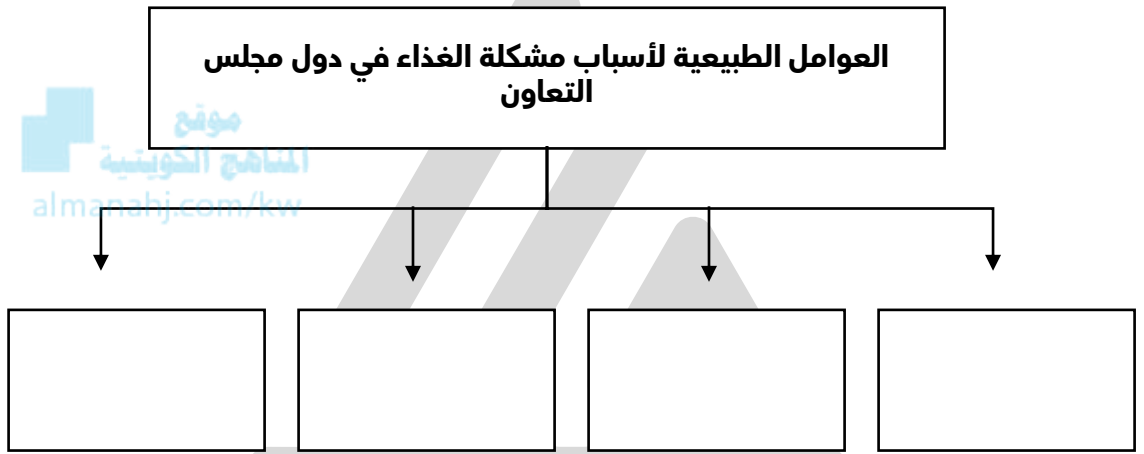 العوامل الطبيعية لأسباب مشكلة الغذاء في دول مجلس
التعاون
موقع
المناهج الكويتية
almanahj.com/kw